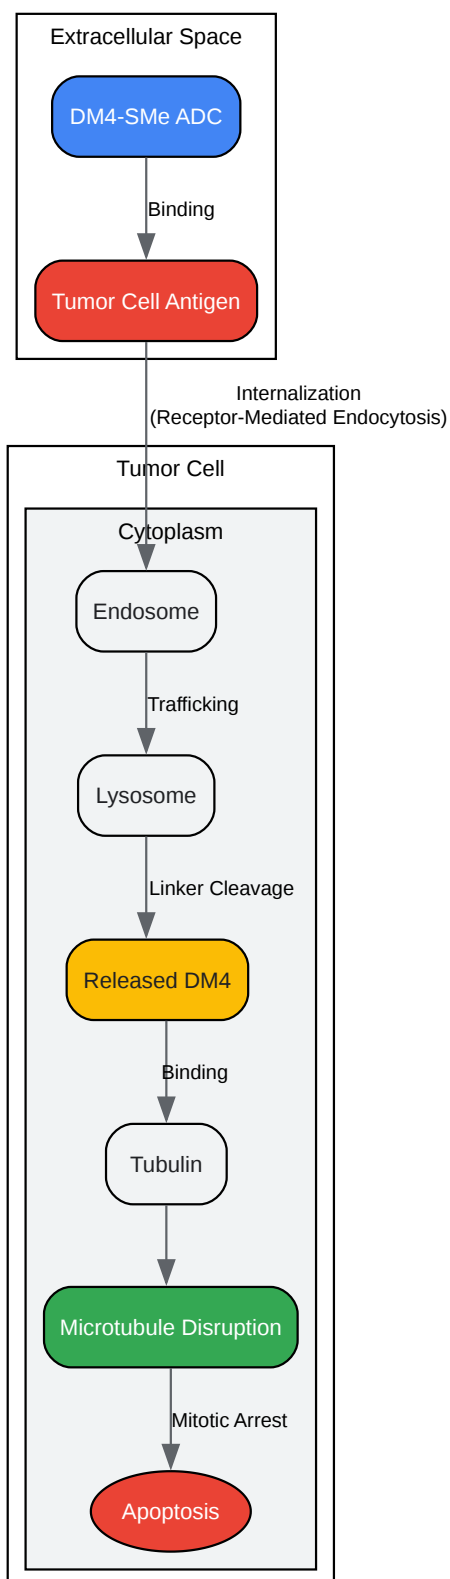 Extracellular Space
DM4-SMe ADC
Binding
Tumor Cell Antigen
Internalization
(Receptor-Mediated Endocytosis)
Tumor Cell
Cytoplasm
Endosome
Trafficking
Lysosome
Linker Cleavage
Released DM4
Binding
Tubulin
Microtubule Disruption
Mitotic Arrest
Apoptosis